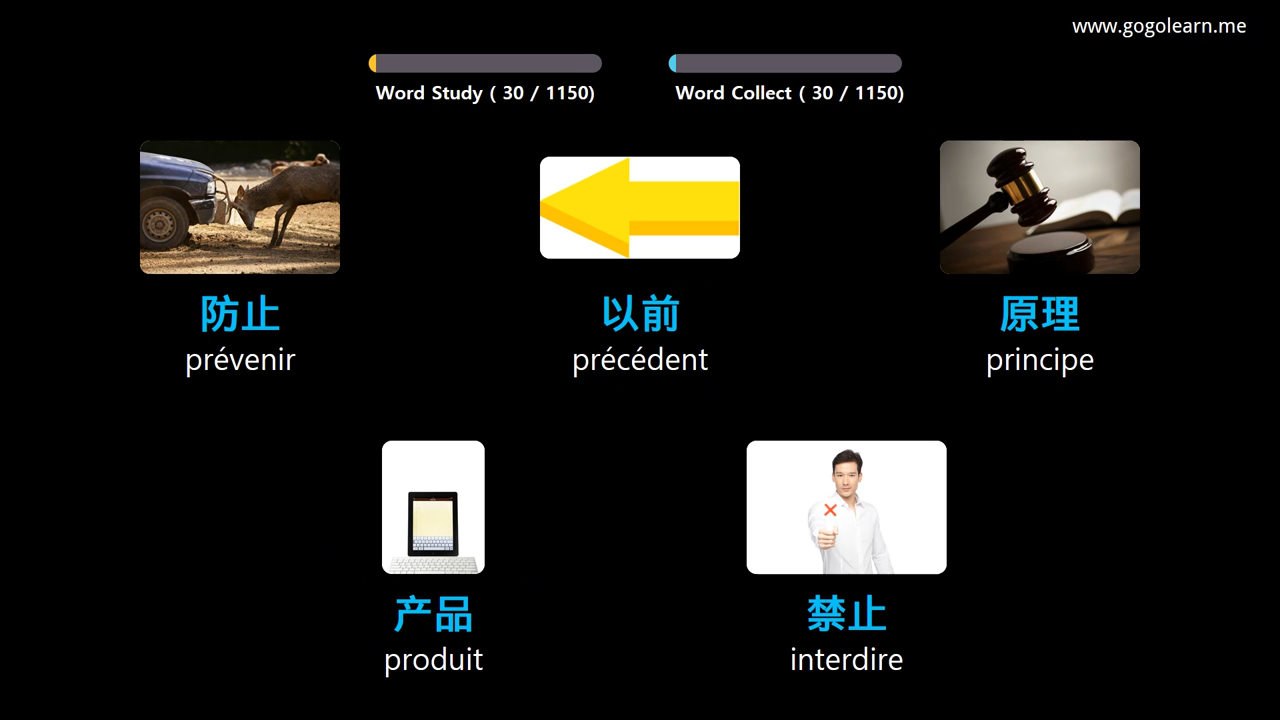 www.gogolearn.me
Word Study ( 30 / 1150)
Word Collect ( 30 / 1150)
防止
prévenir
以前
précédent
原理
principe
产品
produit
禁止
interdire